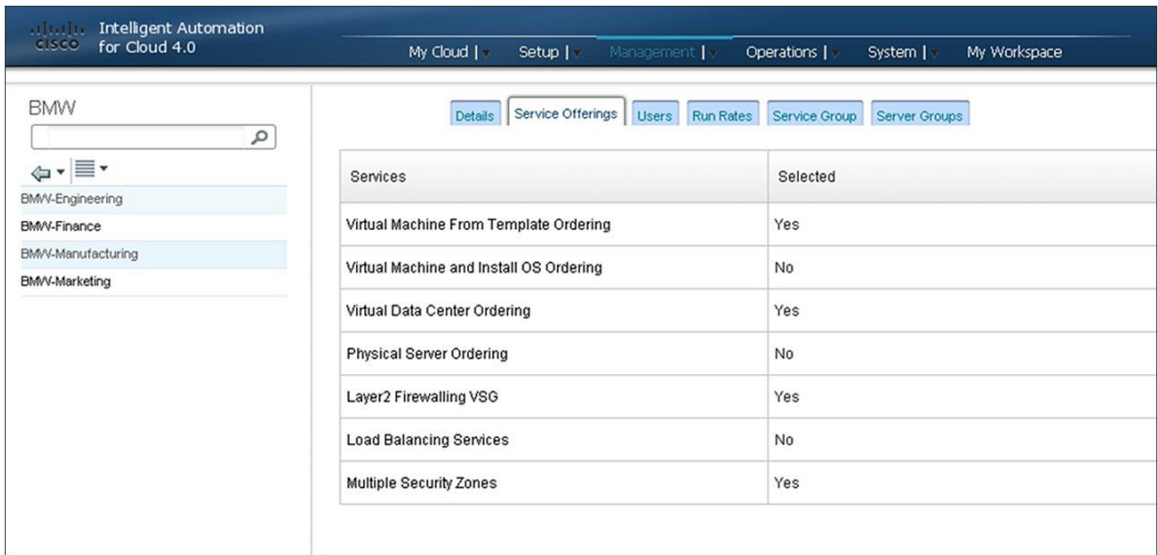 CISCO
Intelligent Automation
for Cloud 4.0
My Cloud | Setup | Management | Operations | System | My Workspace
BMW
BMW-Engineering
BMW-Finance
BMW-Manufacturing
BMW-Marketing
Details Service Offerings Users Run Rates Service Group Server Groups
Services Selected
Virtual Machine From Template Ordering Yes
Virtual Machine and Install OS Ordering No
Virtual Data Center Ordering Yes
Physical Server Ordering No
Layer2 Firewalling VSG Yes
Load Balancing Services No
Multiple Security Zones Yes